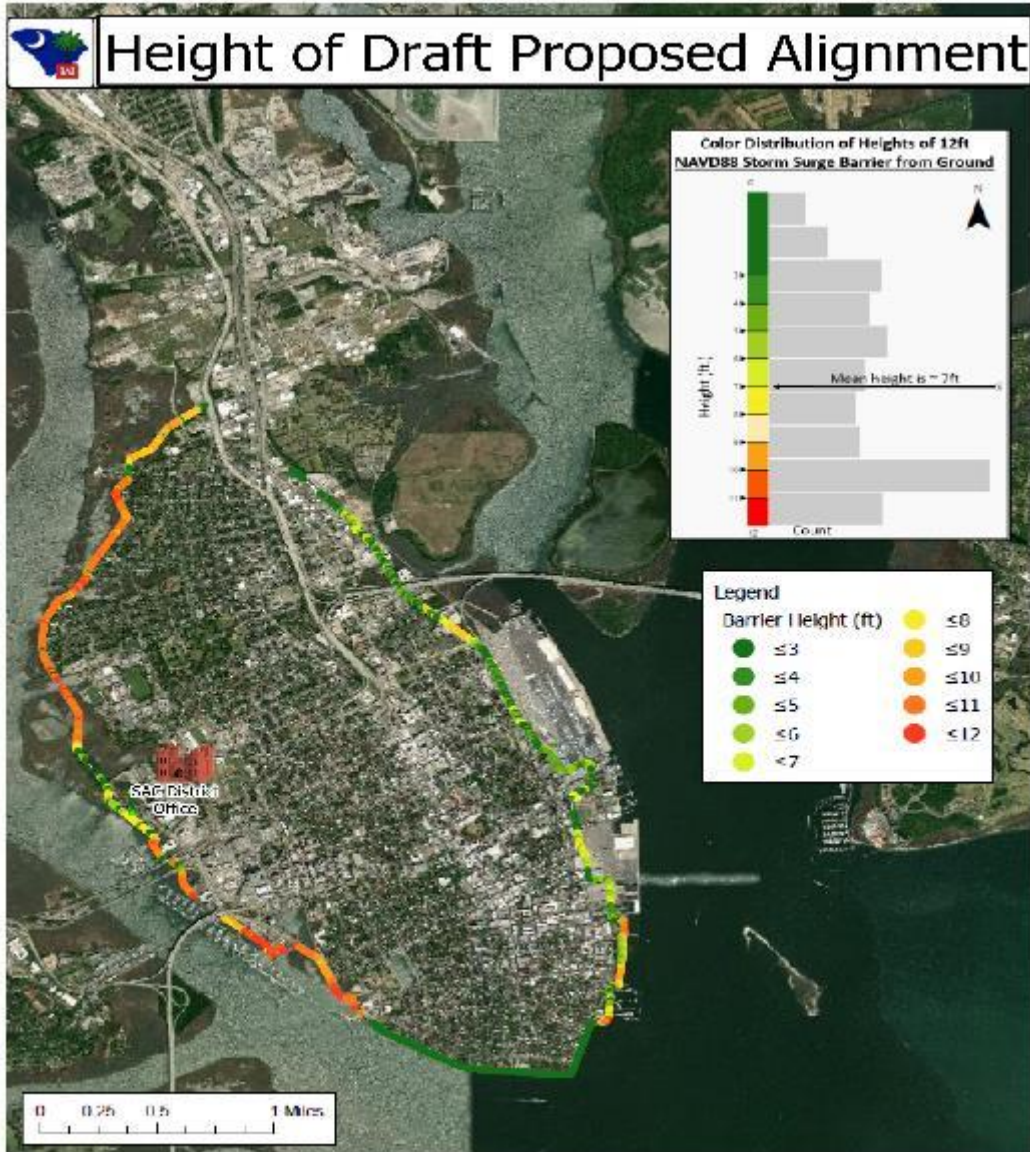 Height of Draft Proposed Alignment
Color Distribution of Heights of 12ft
NAVD88 Storm Surge Barrier from Ground
N
Height (ft.)
Mean height is ~ 7ft
Count
Legend
Barrier Height (ft)
≤3
≤4
≤5
≤6
≤7
≤8
≤9
≤10
≤11
≤12
SAC District
Office
0 0.25 0.5 1 Miles